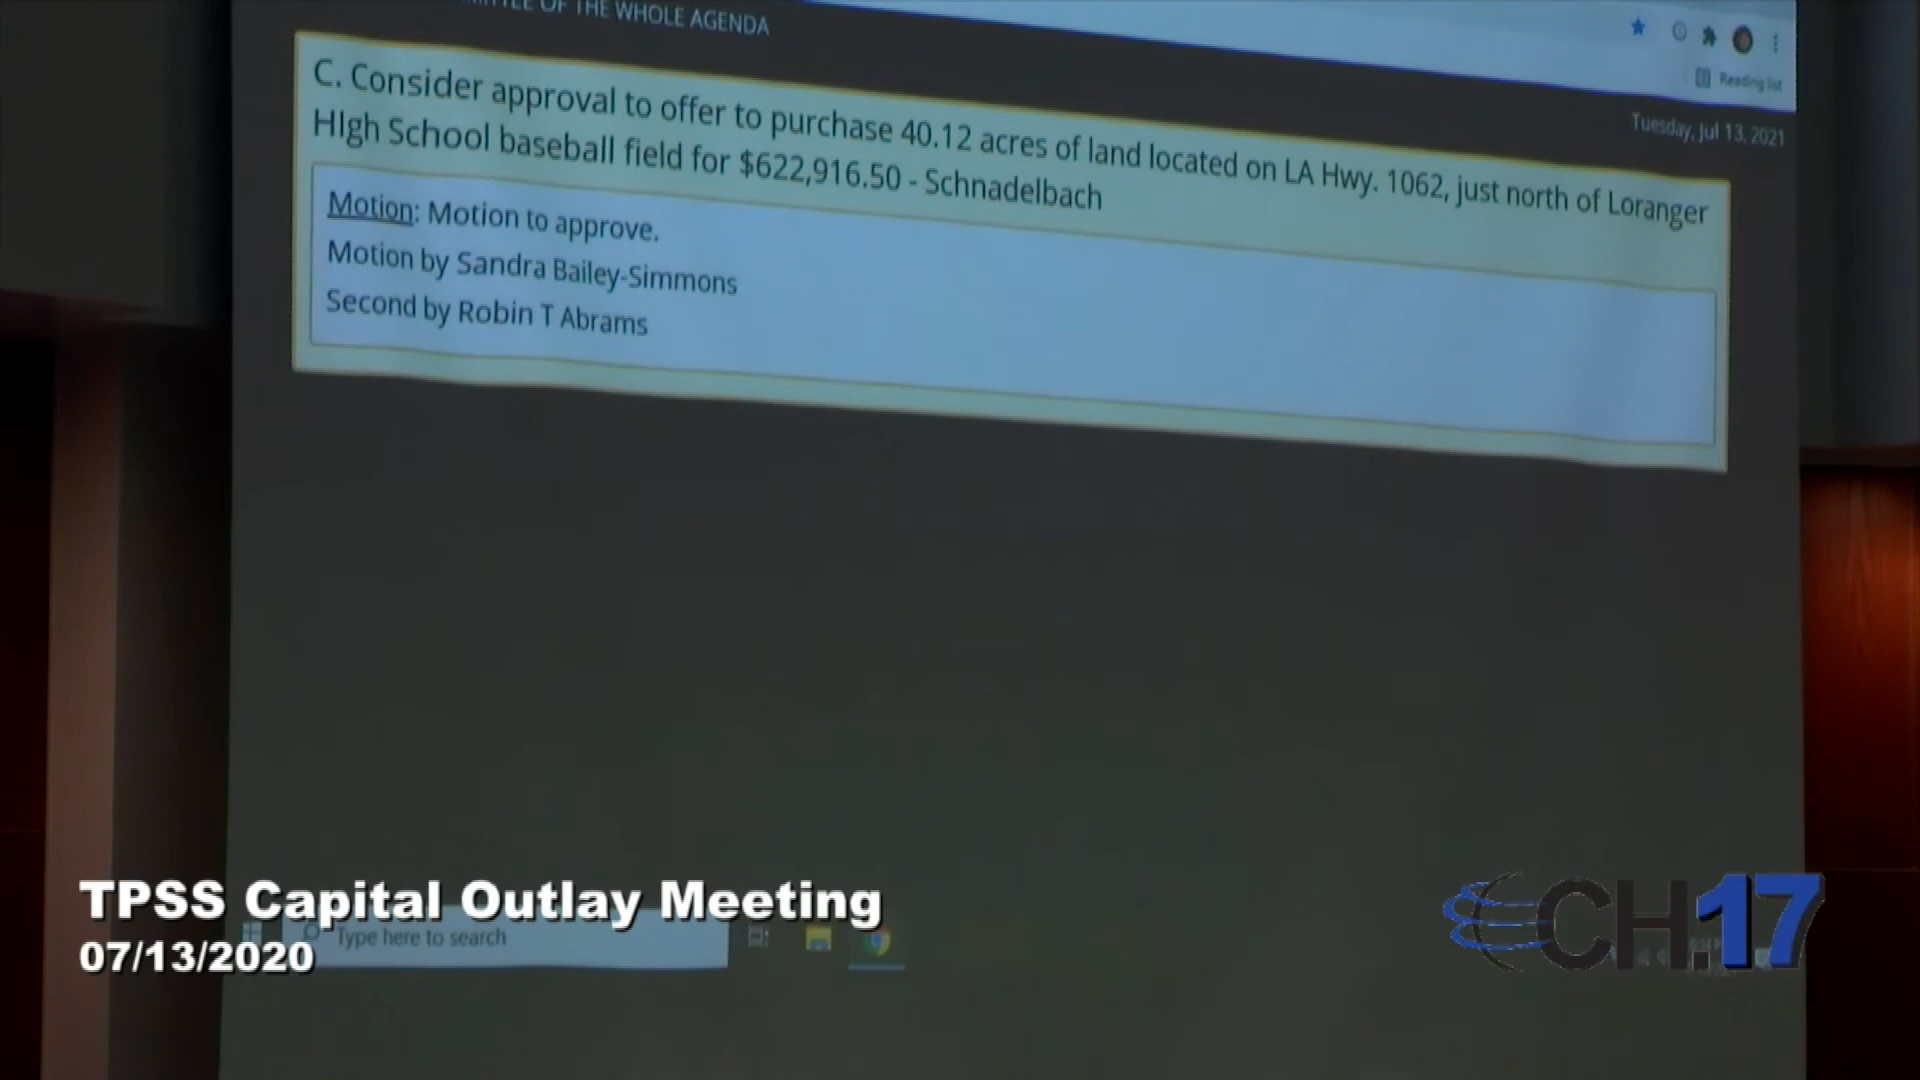 OF THE WHOLE AGENDA
Reading list
Tuesday, Jul 13, 2021
C. Consider approval to offer to purchase 40.12 acres of land located on LA Hwy. 1062, just north of Loranger
HIgh School baseball field for $622,916.50 - Schnadelbach
Motion: Motion to approve.
Motion by Sandra Bailey-Simmons
Second by Robin T Abrams
TPSS Capital Outlay Meeting
Type here to search
07/13/2020
CH.17